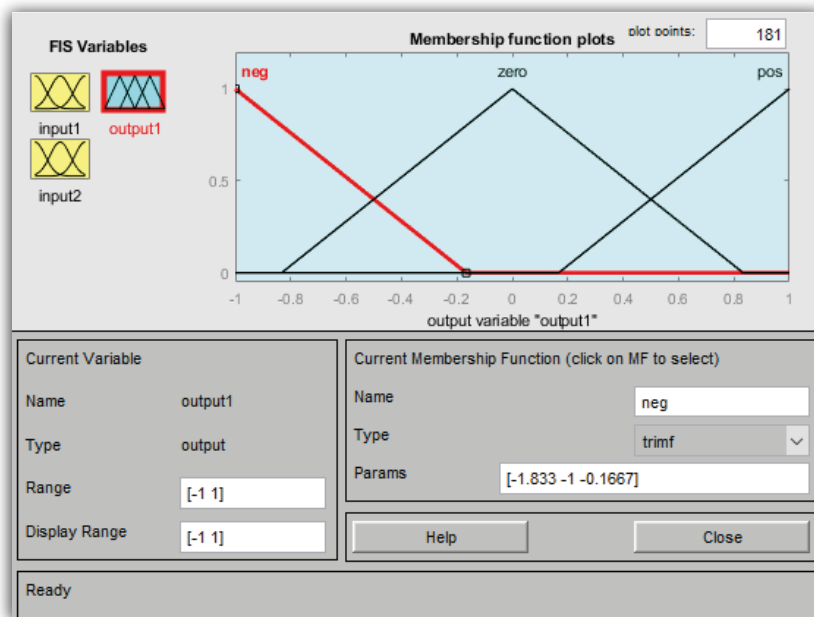 FIS Variables
Membership function plots
plot points:
181
input1
output1
input2
neg
zero
pos
1
0.5
0
-1 -0.8 -0.6 -0.4 -0.2 0 0.2 0.4 0.6 0.8 1
output variable "output1"
Current Variable
Name output1
Type output
Range [-1 1]
Display Range [-1 1]
Current Membership Function (click on MF to select)
Name neg
Type trimf
Params [-1.833 -1 -0.1667]
Help Close
Ready